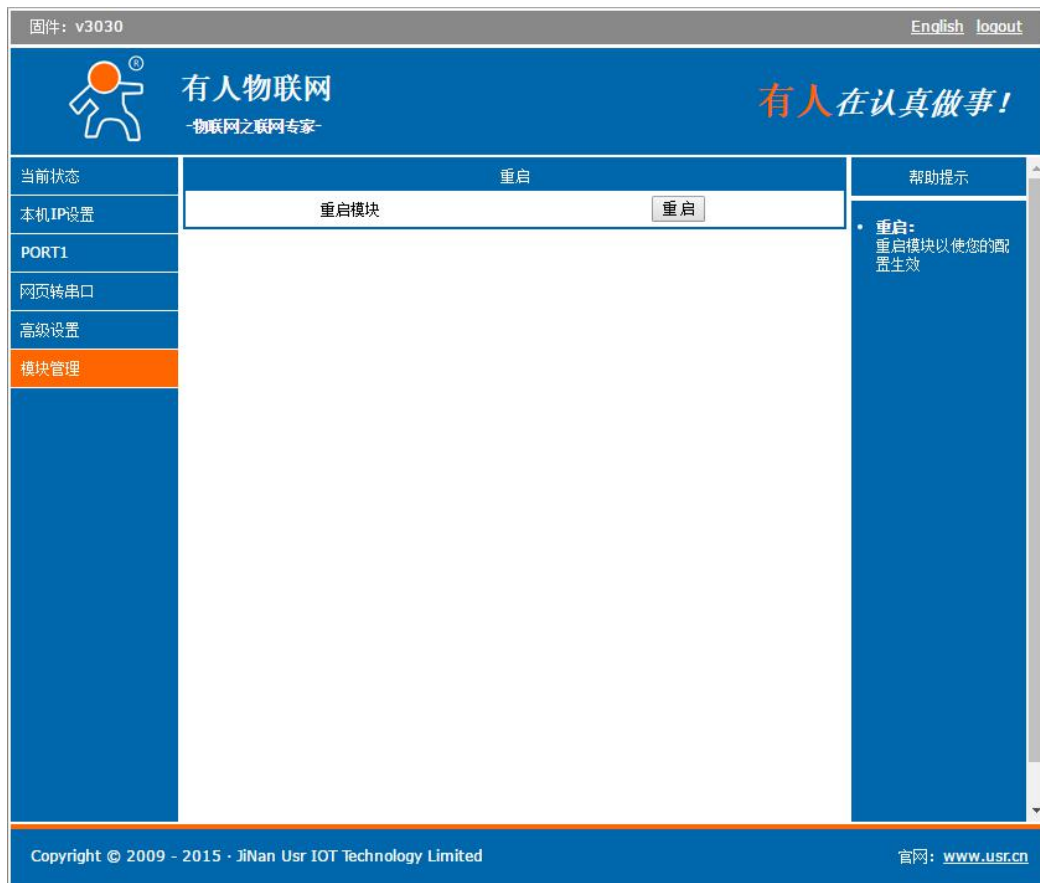 固件：v3030
English logout
®
有人物联网
-物联网之联网专家-
有人在认真做事!
当前状态
本机IP设置
PORT1
网页转串口
高级设置
模块管理
重启
重启模块
重启
帮助提示
• 重启:
重启模块以使您的配
置生效
Copyright © 2009 - 2015 · JiNan Usr IOT Technology Limited
官网：www.usr.cn